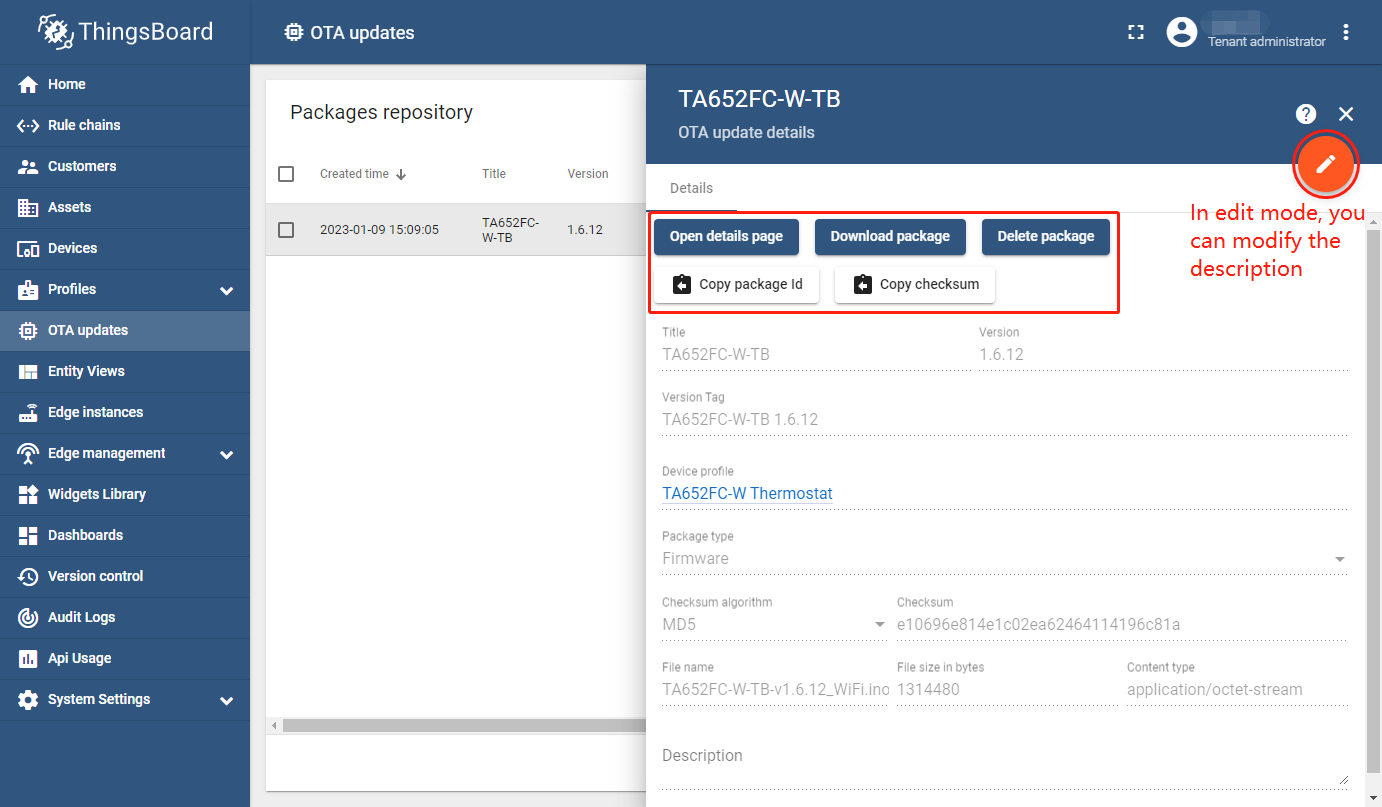 ThingsBoard
OTA updates
Tenant administrator
Home
Rule chains
Customers
Assets
Devices
Profiles
OTA updates
Entity Views
Edge instances
Edge management
Widgets Library
Dashboards
Version control
Audit Logs
Api Usage
System Settings
Packages repository
Created time Title Version
2023-01-09 15:09:05 TA652FC-
W-TB 1.6.12
TA652FC-W-TB
OTA update details
?
Details
In edit mode, you
can modify the
description
Open details page Download package Delete package
Copy package Id Copy checksum
Title Version
TA652FC-W-TB 1.6.12
Version Tag
TA652FC-W-TB 1.6.12
Device profile
TA652FC-W Thermostat
Package type
Firmware
Checksum algorithm Checksum
MD5 e10696e814e1c02ea62464114196c81a
File name File size in bytes Content type
TA652FC-W-TB-v1.6.12_WiFi.ino 1314480 application/octet-stream
Description